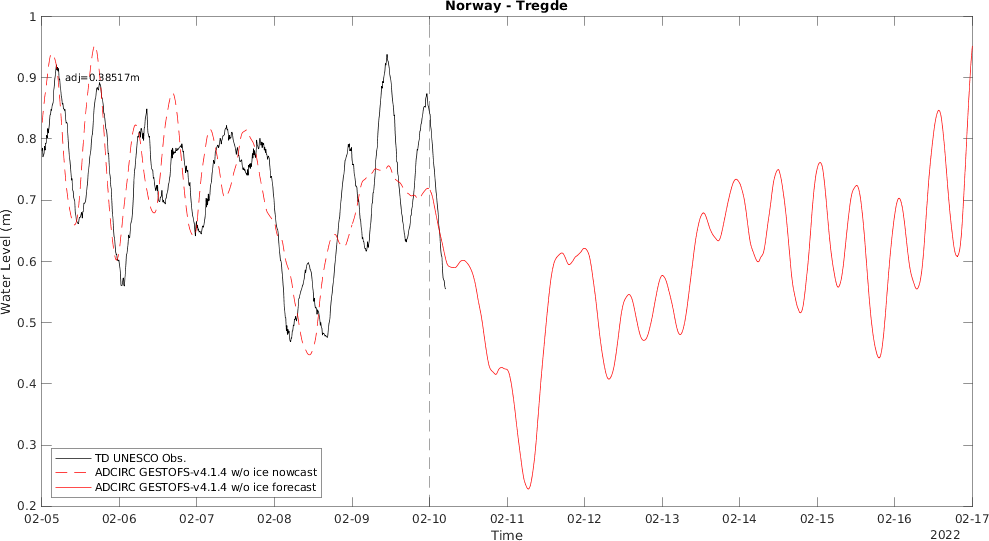 Norway - Tregde
Water Level (m)
1
0.9
0.8
0.7
0.6
0.5
0.4
0.3
0.2
adj=0.38517m
TD UNESCO Obs.
ADCIRC GESTOFS-v4.1.4 w/o ice nowcast
ADCIRC GESTOFS-v4.1.4 w/o ice forecast
02-05 02-06 02-07 02-08 02-09 02-10 02-11 02-12 02-13 02-14 02-15 02-16 02-17
Time
2022